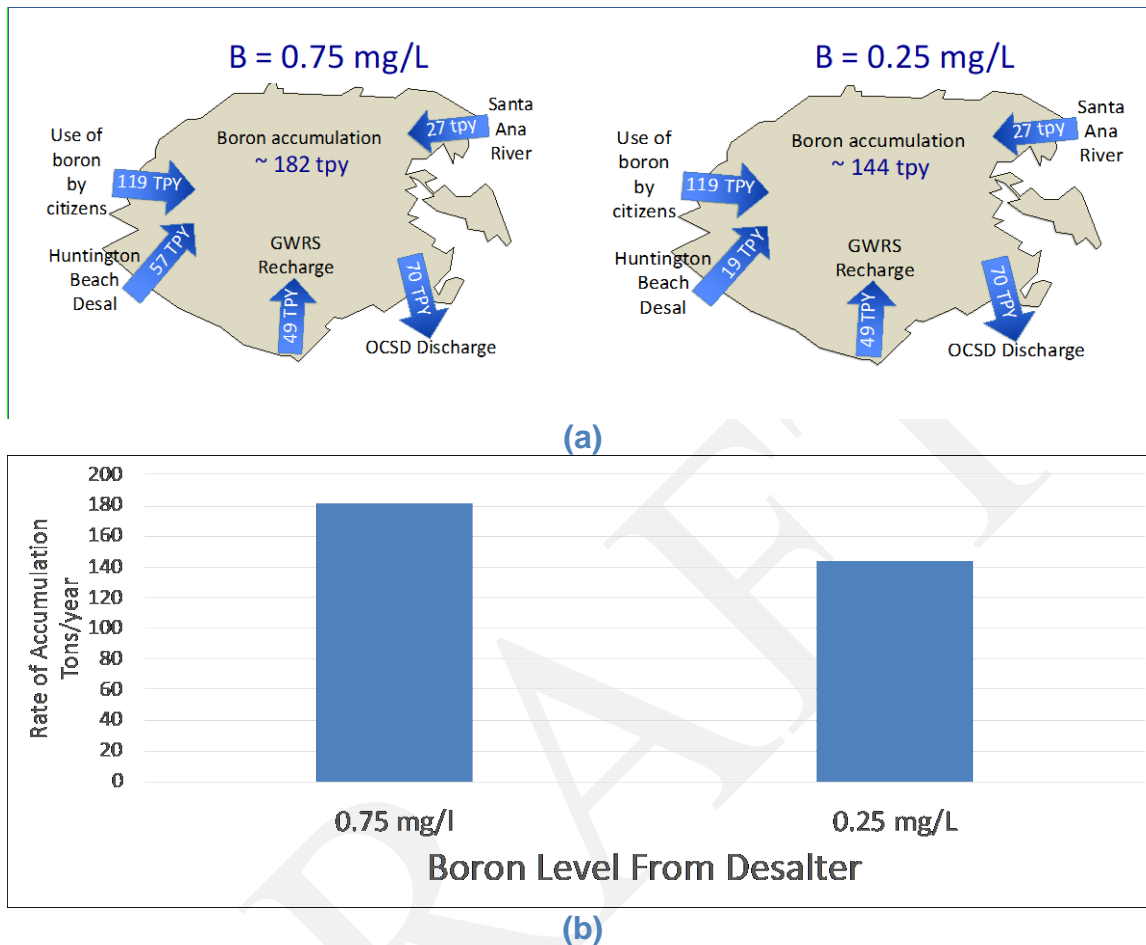 B = 0.75 mg/L
Use of
boron
by
citizens
119 TPY
Huntington
Beach
Desal
57 TPY
Boron accumulation
~ 182 tpy
27 tpy
Santa
Ana
River
GWRS
Recharge
49 TPY
70 TPY
OCSD Discharge
B = 0.25 mg/L
Use of
boron
by
citizens
119 TPY
Huntington
Beach
Desal
19 TPY
Boron accumulation
~ 144 tpy
27 tpy
Santa
Ana
River
GWRS
Recharge
49 TPY
70 TPY
OCSD Discharge
(a)
Rate of Accumulation
Tons/year
200
180
160
140
120
100
80
60
40
20
0
0.75 mg/l
0.25 mg/L
Boron Level From Desalter
(b)
RAFT